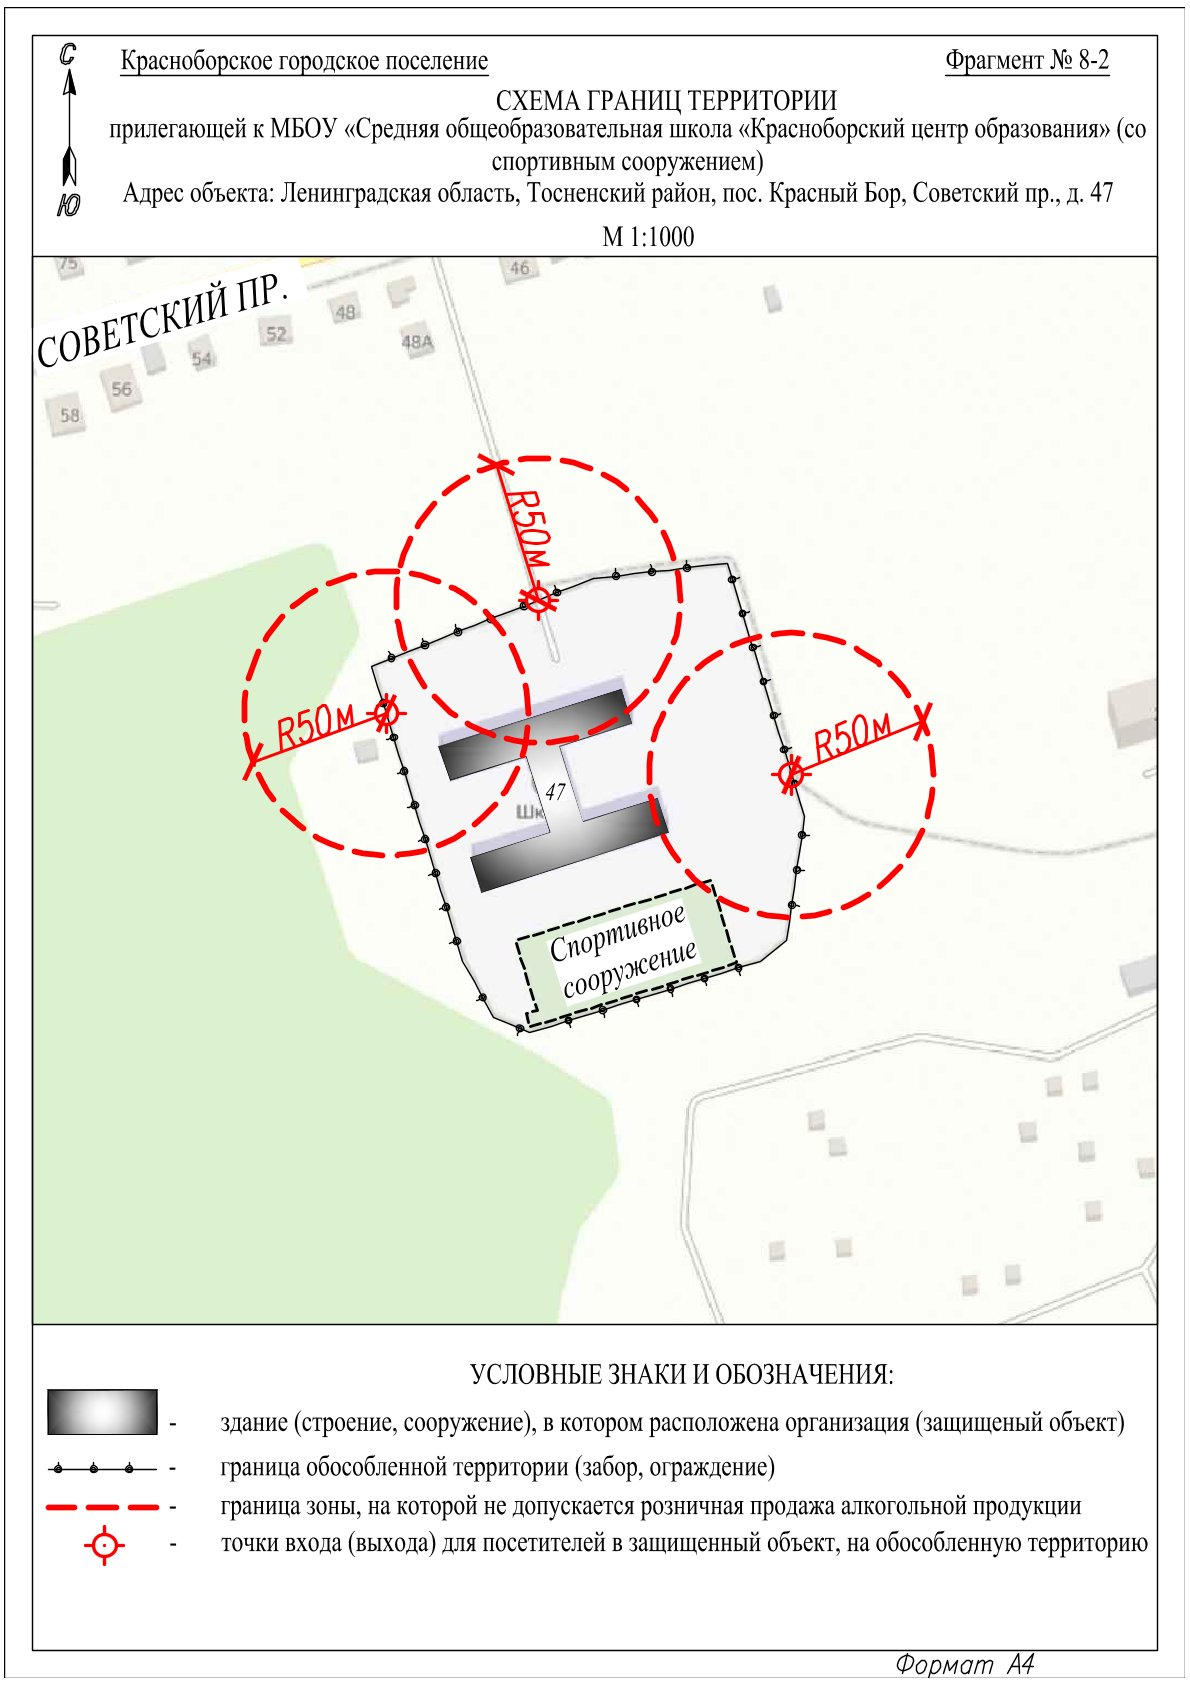 С
Ю
Красноборское городское поселение
Фрагмент № 8-2
СХЕМА ГРАНИЦ ТЕРРИТОРИИ
прилегающей к МБОУ «Средняя общеобразовательная школа «Красноборский центр образования» (со
спортивным сооружением)
Адрес объекта: Ленинградская область, Тосненский район, пос. Красный Бор, Советский пр., д. 47
М 1:1000
75
46
СОВЕТСКИЙ ПР.
48
52
48А
54
56
58
R50м
R50м
R50м
47
Шк
Спортивное
сооружение
УСЛОВНЫЕ ЗНАКИ И ОБОЗНАЧЕНИЯ:
- здание (строение, сооружение), в котором расположена организация (защищеный объект)
- граница обособленной территории (забор, ограждение)
- граница зоны, на которой не допускается розничная продажа алкогольной продукции
- точки входа (выхода) для посетителей в защищенный объект, на обособленную территорию
Формат А4